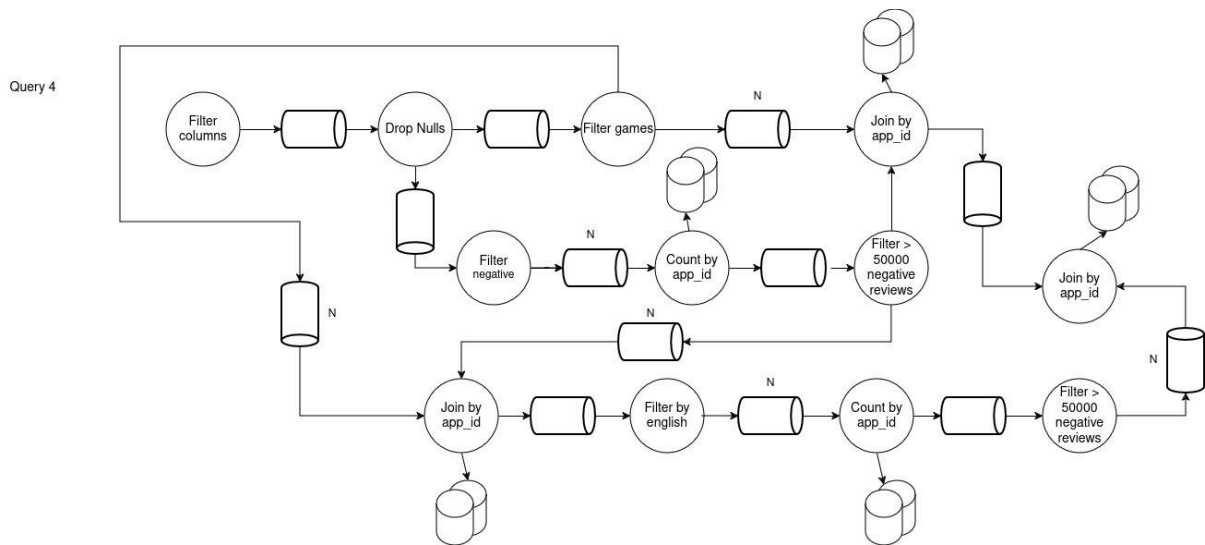 Query 4
Filter
columns
Drop Nulls
Filter games
N
Join by
app_id
Filter
negative
N
Count by
app_id
Filter >
50000
negative
reviews
Join by
app_id
N
N
N
Join by
app_id
Filter by
english
N
Count by
app_id
Filter >
50000
negative
reviews